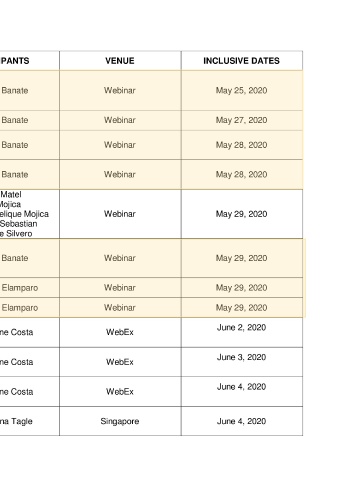 PANTS VENUE INCLUSIVE DATES
Banate Webinar May 25, 2020
Banate Webinar May 27, 2020
Banate Webinar May 28, 2020
Banate Webinar May 28, 2020
Matel
Mojica
elique Mojica Webinar May 29, 2020
Sebastian
e Silvero
Banate Webinar May 29, 2020
Elamparo Webinar May 29, 2020
Elamparo Webinar May 29, 2020
ne Costa WebEx June 2, 2020
ne Costa WebEx June 3, 2020
ne Costa WebEx June 4, 2020
na Tagle Singapore June 4, 2020